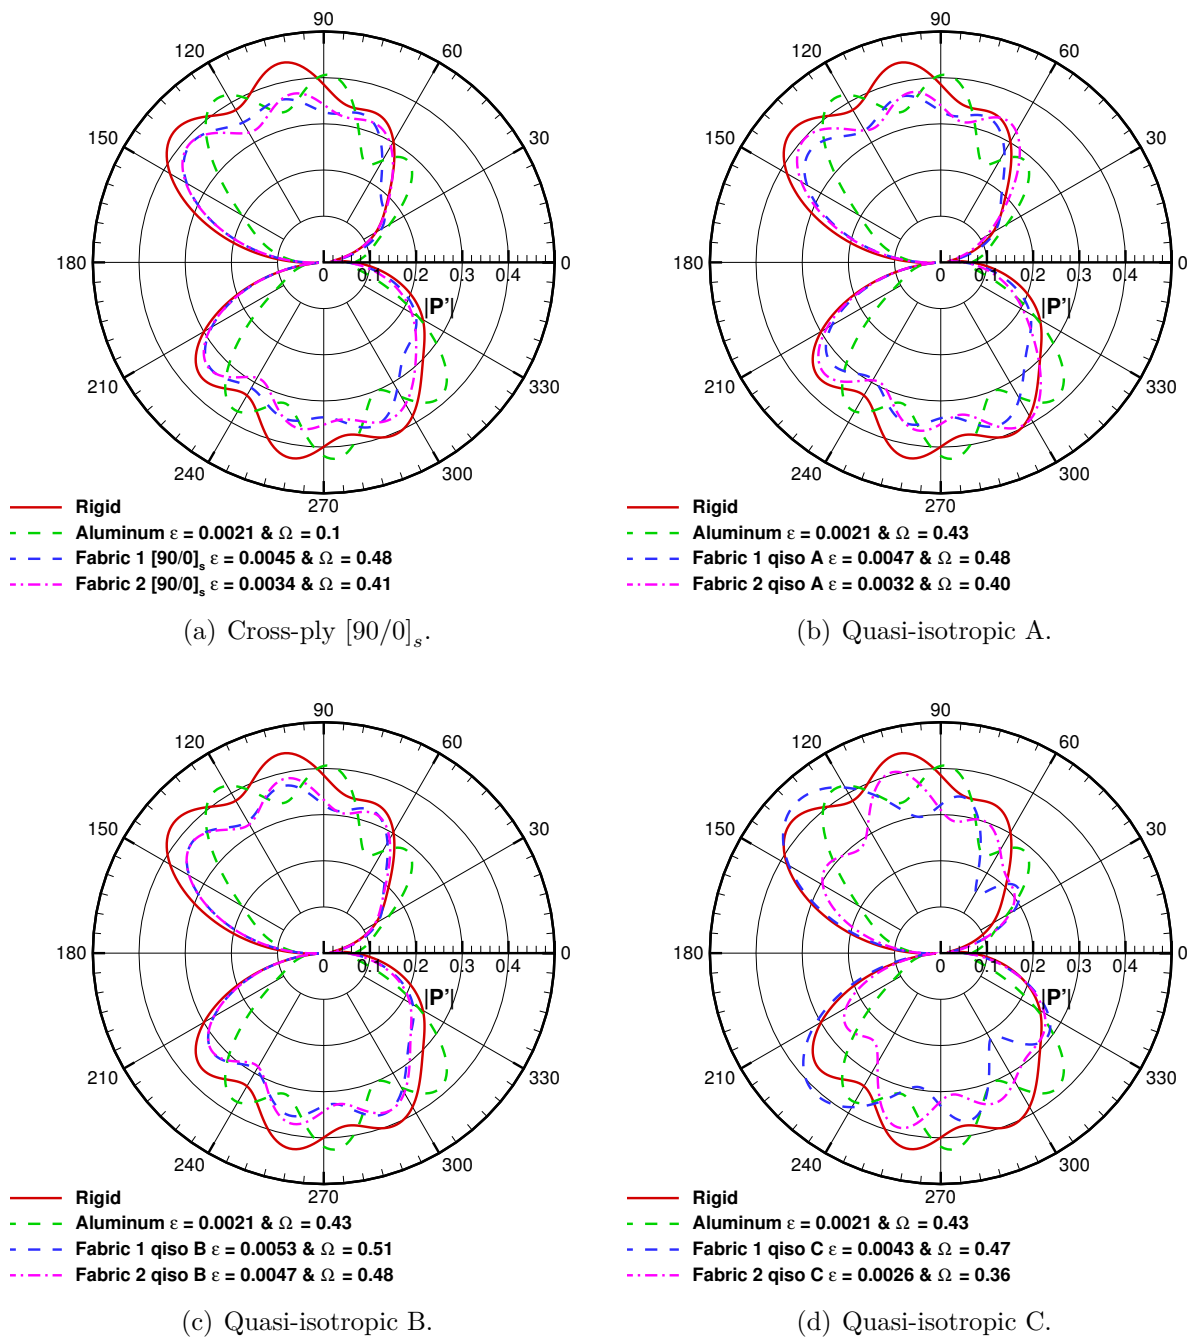 90
120
60
150
30
180
0
0
0.1
0.2
0.3
0.4
|P'|
210
330
240
300
270
Rigid
Aluminum ε = 0.0021 & Ω = 0.1
Fabric 1 [90/0]s ε = 0.0045 & Ω = 0.48
Fabric 2 [90/0]s ε = 0.0034 & Ω = 0.41
(a) Cross-ply [90/0]s.
90
120
60
150
30
180
0
0
0.1
0.2
0.3
0.4
|P'|
210
330
240
300
270
Rigid
Aluminum ε = 0.0021 & Ω = 0.43
Fabric 1 qiso A ε = 0.0047 & Ω = 0.48
Fabric 2 qiso A ε = 0.0032 & Ω = 0.40
(b) Quasi-isotropic A.
90
120
60
150
30
180
0
0
0.1
0.2
0.3
0.4
|P'|
210
330
240
300
270
Rigid
Aluminum ε = 0.0021 & Ω = 0.43
Fabric 1 qiso B ε = 0.0053 & Ω = 0.51
Fabric 2 qiso B ε = 0.0047 & Ω = 0.48
(c) Quasi-isotropic B.
90
120
60
150
30
180
0
0
0.1
0.2
0.3
0.4
|P'|
210
330
240
300
270
Rigid
Aluminum ε = 0.0021 & Ω = 0.43
Fabric 1 qiso C ε = 0.0043 & Ω = 0.47
Fabric 2 qiso C ε = 0.0026 & Ω = 0.36
(d) Quasi-isotropic C.